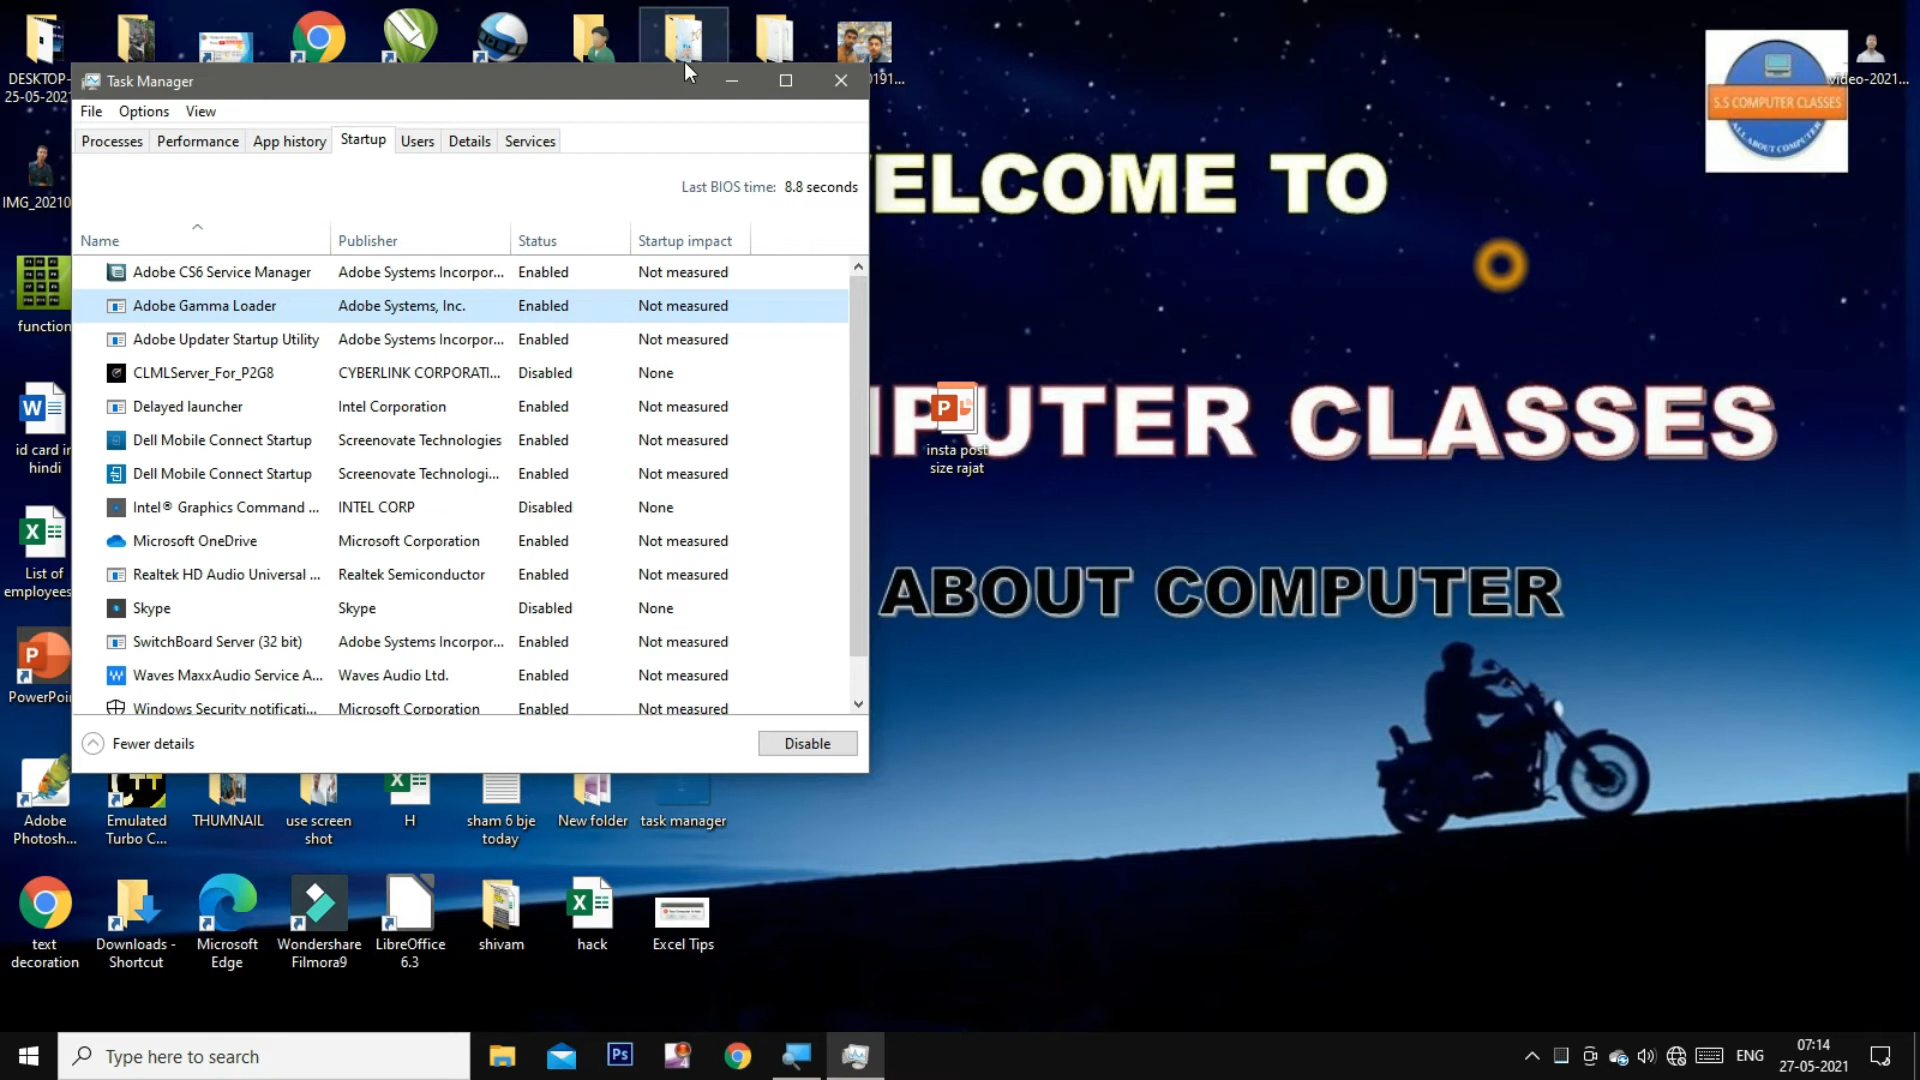 DESKTOP-
25-05-202
0191...
video-2021...
S.S COMPUTER CLASSES
ALL ABOUT COMPUTER
Task Manager
File Options View
Processes Performance App history Startup Users Details Services
Last BIOS time: 8.8 seconds
Name Publisher Status Startup impact
Adobe CS6 Service Manager Adobe Systems Incorpor... Enabled Not measured
Adobe Gamma Loader Adobe Systems, Inc. Enabled Not measured
Adobe Updater Startup Utility Adobe Systems Incorpor... Enabled Not measured
CLMLServer_For_P2G8 CYBERLINK CORPORATI... Disabled None
Delayed launcher Intel Corporation Enabled Not measured
Dell Mobile Connect Startup Screenovate Technologies Enabled Not measured
Dell Mobile Connect Startup Screenovate Technologi... Enabled Not measured
Intel® Graphics Command ... INTEL CORP Disabled None
Microsoft OneDrive Microsoft Corporation Enabled Not measured
Realtek HD Audio Universal ... Realtek Semiconductor Enabled Not measured
Skype Skype Disabled None
SwitchBoard Server (32 bit) Adobe Systems Incorpor... Enabled Not measured
Waves MaxxAudio Service A... Waves Audio Ltd. Enabled Not measured
Windows Security notificati... Microsoft Corporation Enabled Not measured
Fewer details Disable
ELCOME TO
PUTER CLASSES
ABOUT COMPUTER
insta post
size rajat
IMG_20210
function
id card in
hindi
List of
employees
PowerPoi
Adobe
Photosh...
Emulated
Turbo C...
THUMNAIL
use screen
shot
H
sham 6 bje
today
New folder
task manager
text
decoration
Downloads -
Shortcut
Microsoft
Edge
Wondershare
Filmora9
LibreOffice
6.3
shivam
hack
Excel Tips
Type here to search
Ps
ENG
07:14
27-05-2021